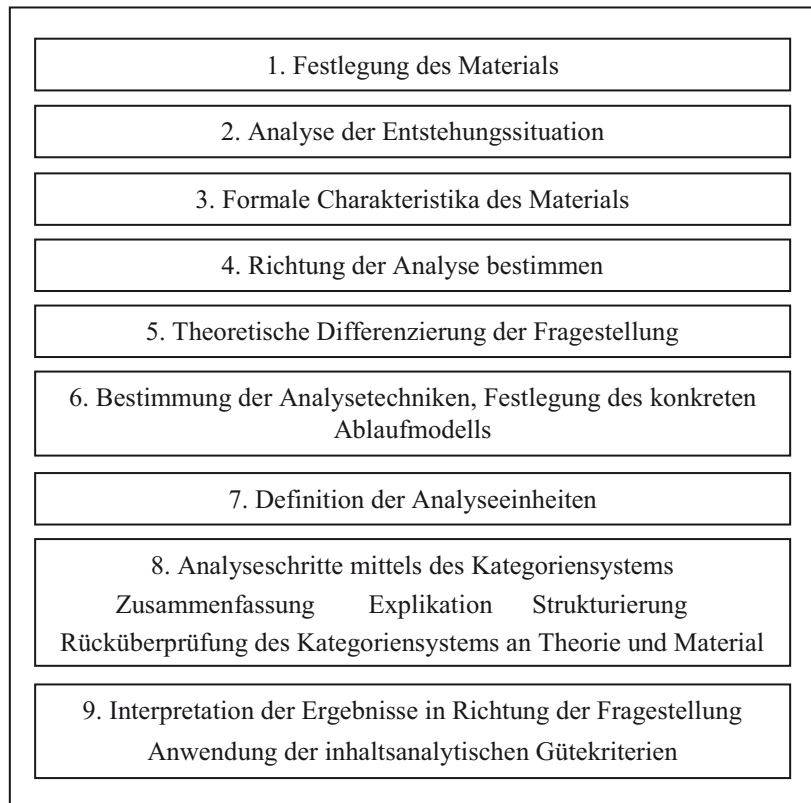 1. Festlegung des Materials
2. Analyse der Entstehungssituation
3. Formale Charakteristika des Materials
4. Richtung der Analyse bestimmen
5. Theoretische Differenzierung der Fragestellung
6. Bestimmung der Analysetechniken, Festlegung des konkreten
Ablaufmodells
7. Definition der Analyseeinheiten
8. Analyseschritte mittels des Kategoriensystems
Zusammenfassung Explikation Strukturierung
Rücküberprüfung des Kategoriensystems an Theorie und Material
9. Interpretation der Ergebnisse in Richtung der Fragestellung
Anwendung der inhaltsanalytischen Gütekriterien